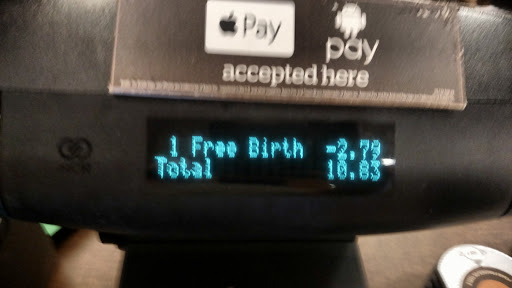 Pay
pay
accepted here
1 Free Birth -2.79
Total 10.83